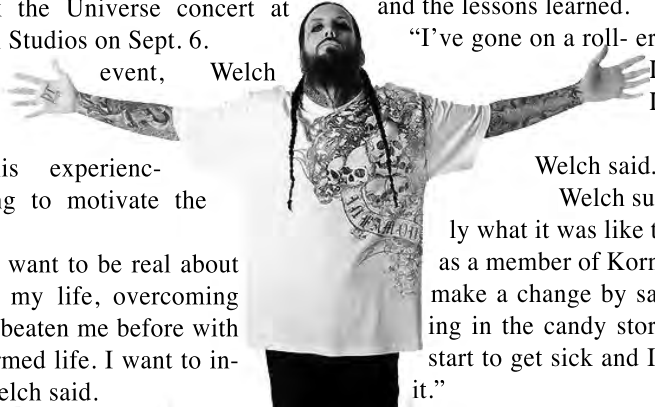 the Universe concert at
Studios on Sept. 6.
event, Welch
is experienc-
ng to motivate the
want to be real about
my life, overcoming
beaten me before with
rmed life. I want to in-
elch said.
and the lessons learned.
“I’ve gone on a roll- er
I
I
Welch said.
Welch su
ly what it was like t
as a member of Korn
make a change by sa
ing in the candy stor
start to get sick and I
it.”